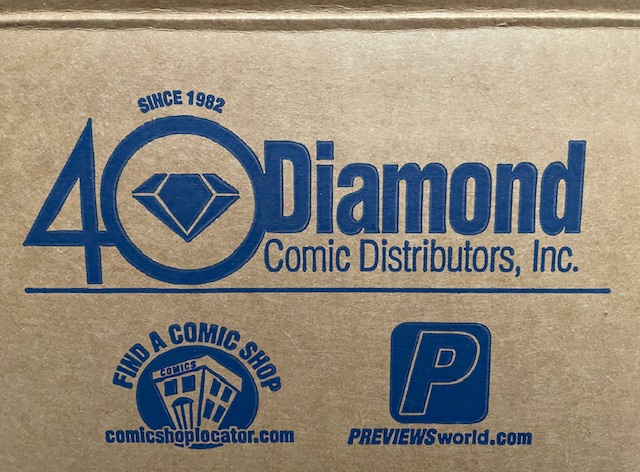 SINCE 1982
40 Diamond
Comic Distributors, Inc.
FIND A COMIC SHOP
COMICS
comicshoplocator.com
P
PREVIEWSworld.com